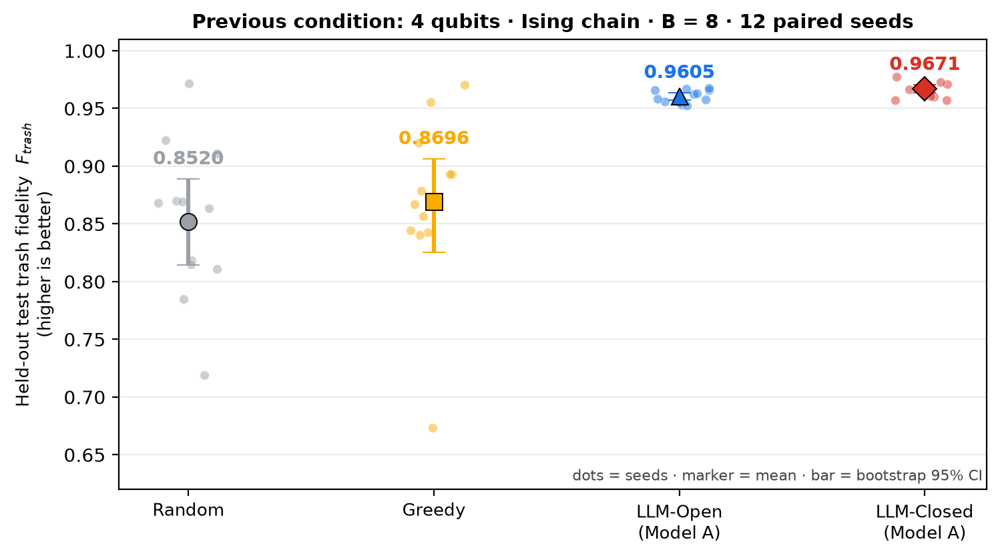 Previous condition: 4 qubits · Ising chain · B = 8 · 12 paired seeds
Held-out test trash fidelity F_trash
(higher is better)
1.00
0.95
0.90
0.85
0.80
0.75
0.70
0.65
0.8520
0.8696
0.9605
0.9671
dots = seeds · marker = mean · bar = bootstrap 95% CI
Random
Greedy
LLM-Open
(Model A)
LLM-Closed
(Model A)